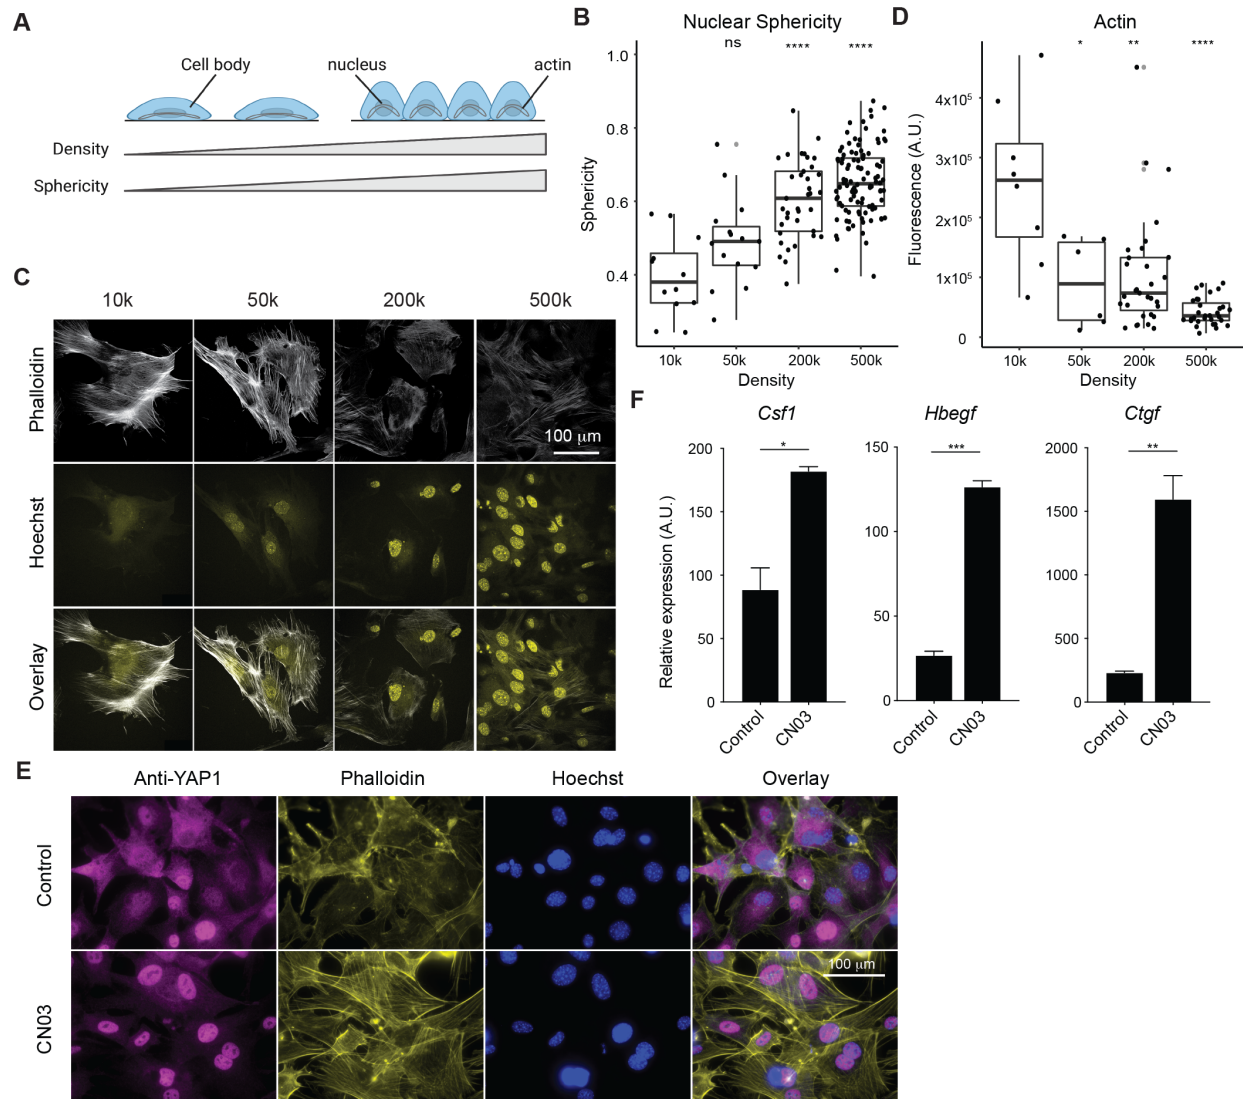 A
Cell body
nucleus
actin
Density
Sphericity
B
Nuclear Sphericity
ns
****
****
1.0
0.8
0.6
0.4
Sphericity
10k
50k
200k
500k
Density
D
Actin
*
**
****
4x10⁵
3x10⁵
2x10⁵
1x10⁵
0
Fluorescence (A.U.)
10k
50k
200k
500k
Density
C
10k
50k
200k
500k
Phalloidin
100 μm
Hoechst
Overlay
F
Csf1
Hbegf
Ctgf
*
***
**
Relative expression (A.U.)
200
150
100
50
0
Control
CN03
150
100
50
0
Control
CN03
2000
1500
1000
500
0
Control
CN03
E
Anti-YAP1
Phalloidin
Hoechst
Overlay
Control
CN03
100 μm